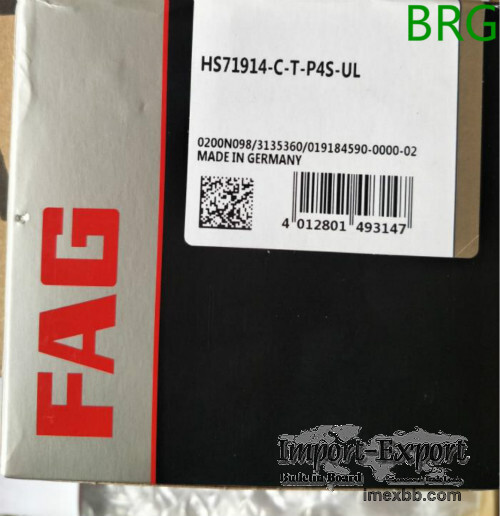 BRG
HS71914-C-T-P4S-UL
0200N098/3135360/019184590-0000-02
MADE IN GERMANY
4 012801 493147
FAG
Import-Export
Bulletin Board
imexbb.com